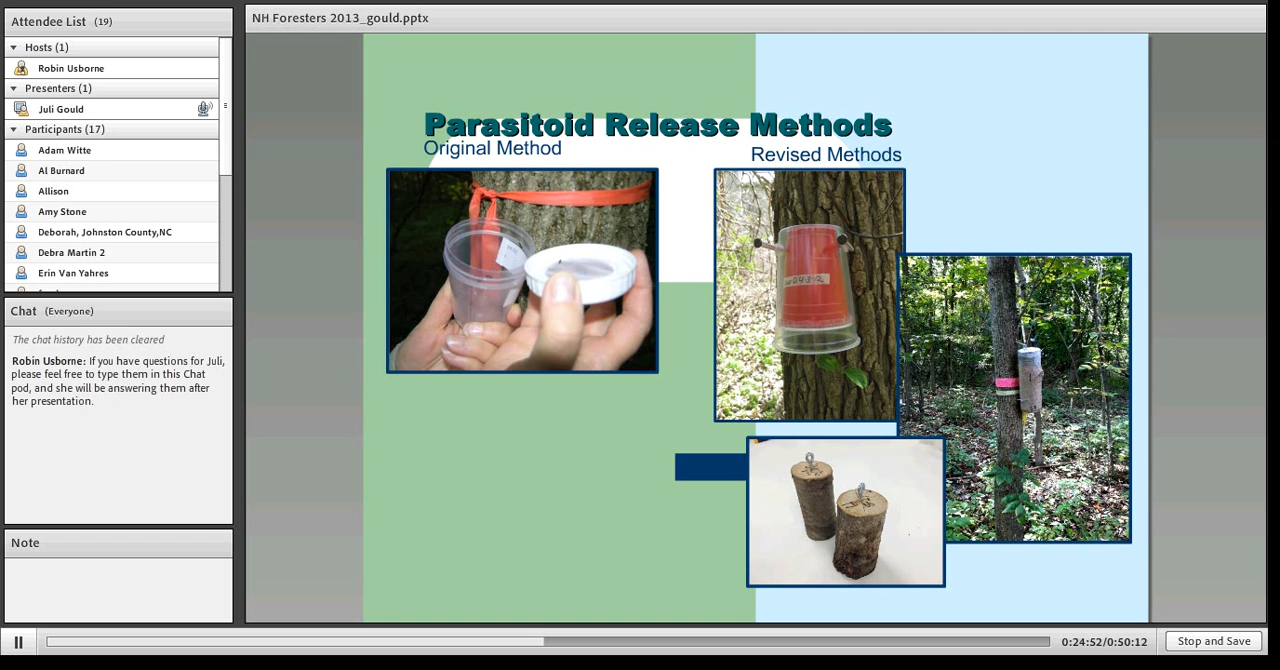 Attendee List (19)
Hosts (1)
Robin Usborne
Presenters (1)
Juli Gould
Participants (17)
Adam Witte
Al Burnard
Allison
Amy Stone
Deborah, Johnston County,NC
Debra Martin 2
Erin Van Yahres
Chat (Everyone)
The chat history has been cleared
Robin Usborne: If you have questions for Juli,
please feel free to type them in this Chat
pod, and she will be answering them after
her presentation.
Note
NH Foresters 2013_gould.pptx
Parasitoid Release Methods
Original Method
Revised Methods
0:24:52/0:50:12
Stop and Save